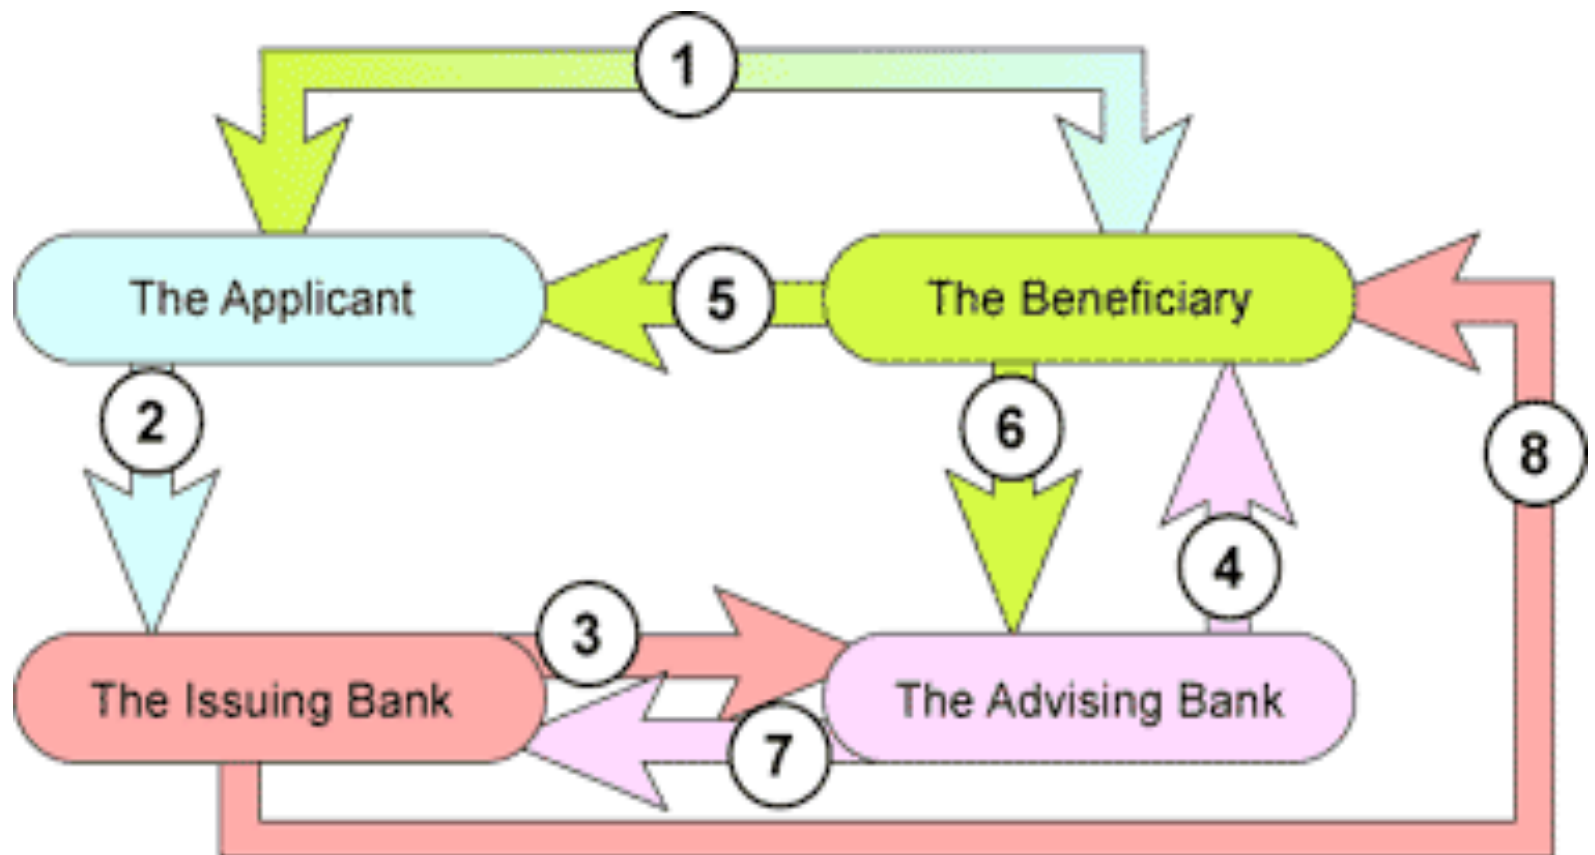 1
The Applicant
5
The Beneficiary
2
6
8
4
3
The Issuing Bank
The Advising Bank
7